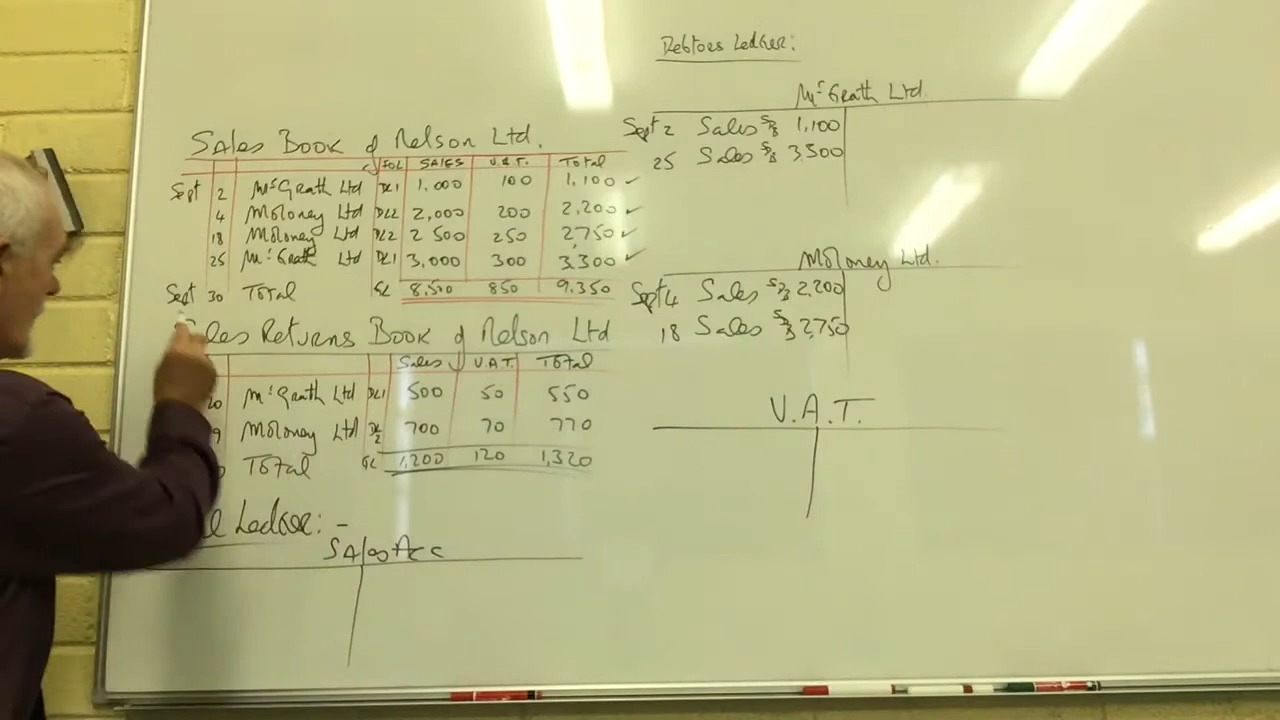 Debtors Ledger:
McGrath Ltd.
Sept 2 Sales SB 1,100
25 Sales SB 3,300
Moloney Ltd.
Sept 4 Sales SB 2,200
18 Sales SB 2,750
V.A.T.
Sales Book of Nelson Ltd.
FOL SALES V.A.T. Total
Sept 2 McGrath Ltd DL1 1,000 100 1,100 ✓
4 Moloney Ltd DL2 2,000 200 2,200 ✓
18 Moloney Ltd DL2 2 500 250 2,750 ✓
25 McGrath Ltd DL1 3,000 300 3,300 ✓
Sept 30 Total GL 8,500 850 9.350
Sales Returns Book of Nelson Ltd
Sales V.A.T. Total
20 McGrath Ltd DL1 500 50 550
9 Moloney Ltd DL2 700 70 770
Total GL 1,200 120 1,320
Ledger: -
Sales Acc